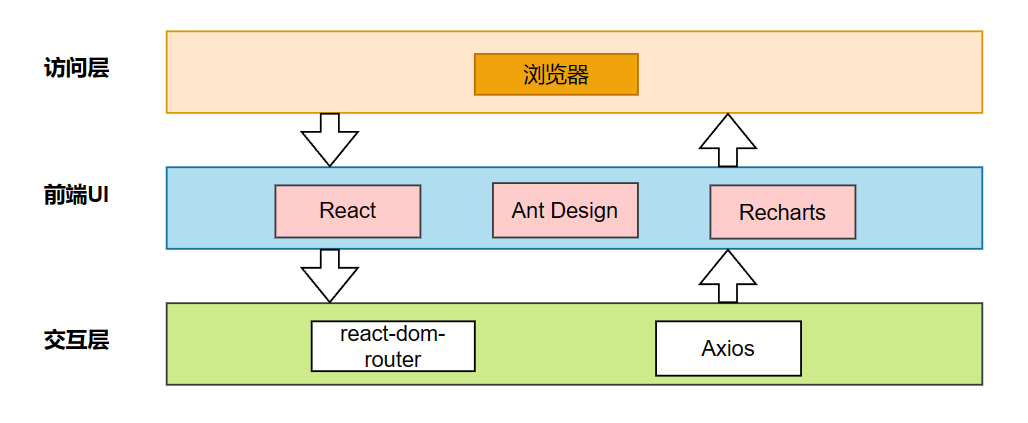 访问层
浏览器
前端UI
React
Ant Design
Recharts
交互层
react-dom-
router
Axios